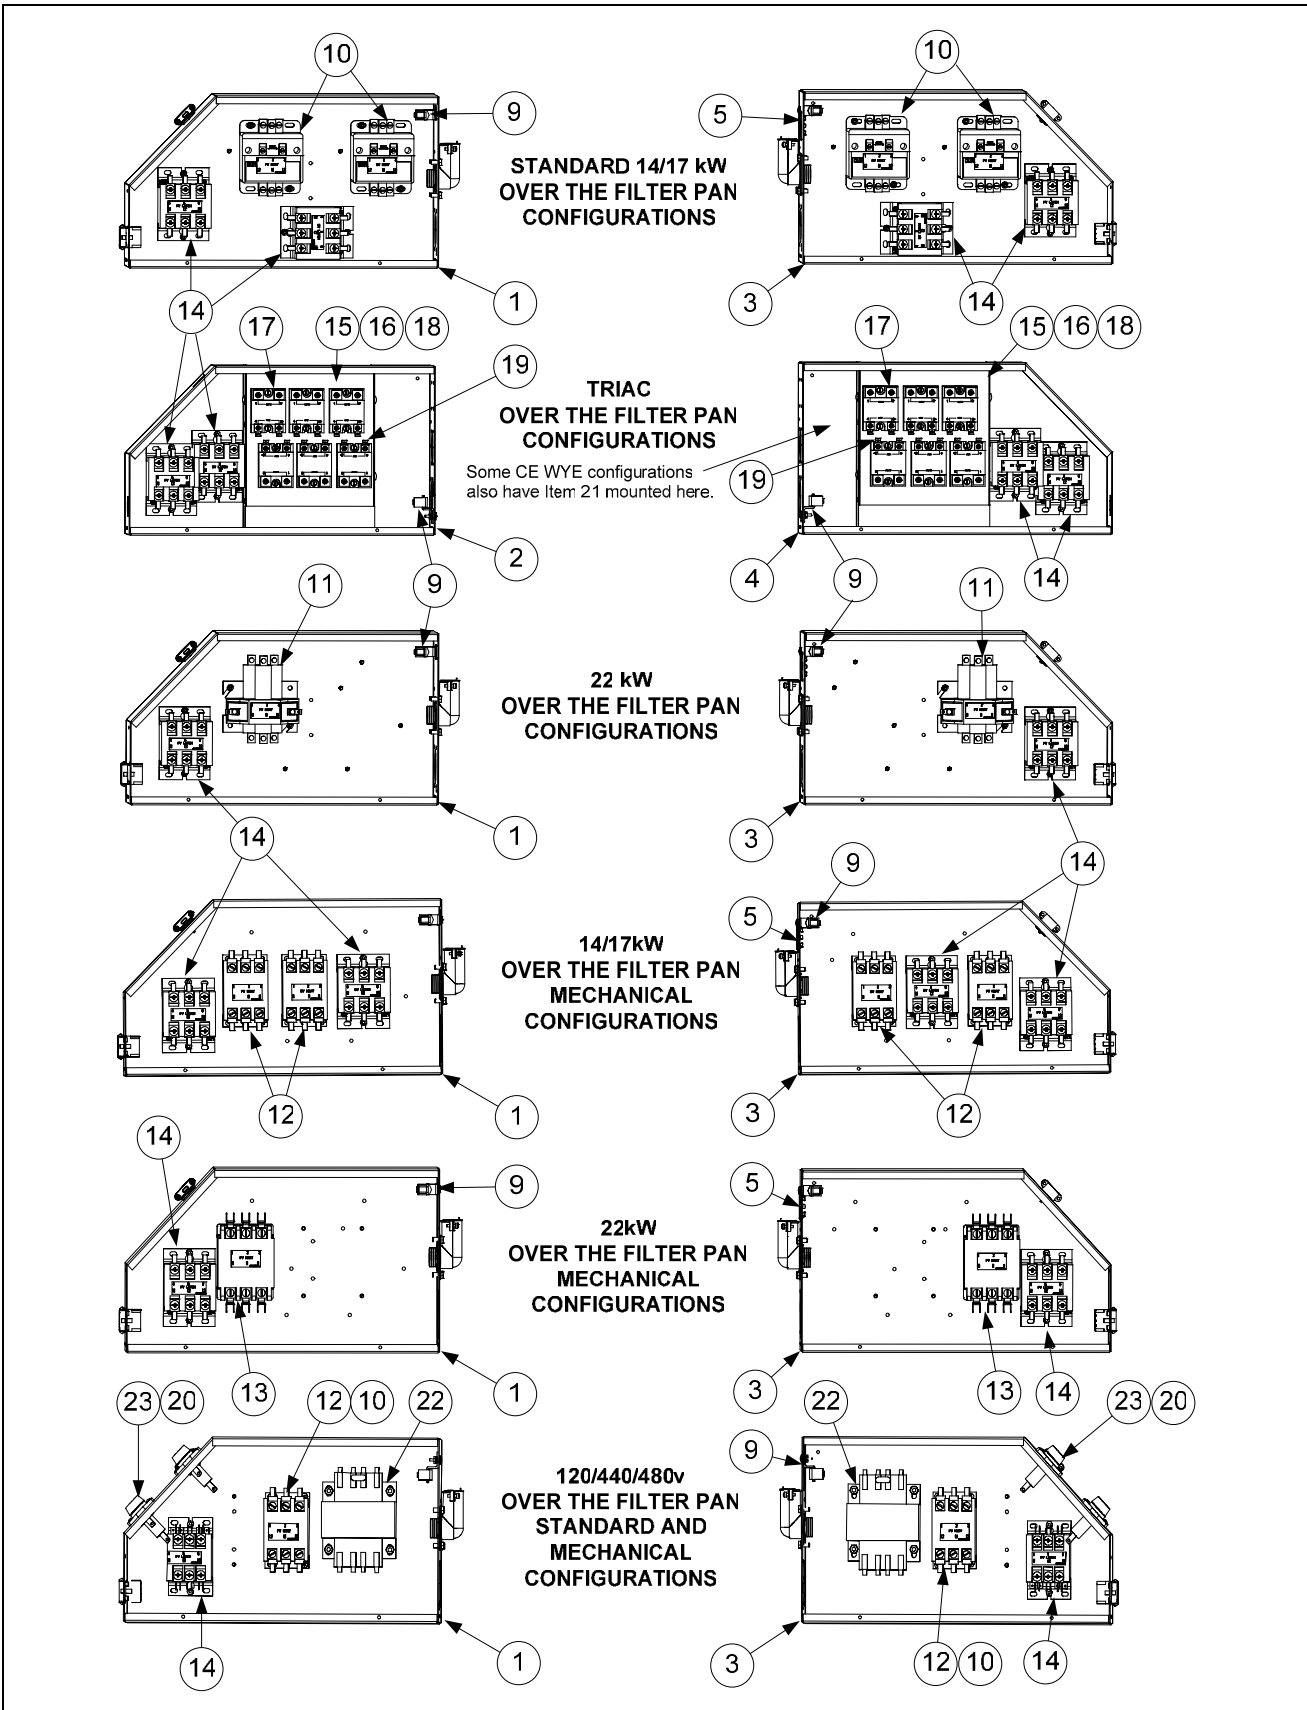 10
10
9
5
STANDARD 14/17 kW
OVER THE FILTER PAN
CONFIGURATIONS
1
3
14
14
17
15 16 18
17
15 16 18
19
TRIAC
OVER THE FILTER PAN
CONFIGURATIONS
Some CE WYE configurations
also have Item 21 mounted here.
19
2
4
11
9
9
14
11
22 kW
OVER THE FILTER PAN
CONFIGURATIONS
14
1
3
14
9
5
14/17kW
OVER THE FILTER PAN
MECHANICAL
CONFIGURATIONS
12
1
3
12
14
9
5
22kW
OVER THE FILTER PAN
MECHANICAL
CONFIGURATIONS
23 20
13
12 10
22
1
3
22
13
14
23 20
9
120/440/480v
OVER THE FILTER PAN
STANDARD AND
MECHANICAL
CONFIGURATIONS
14
1
3
12 10
14